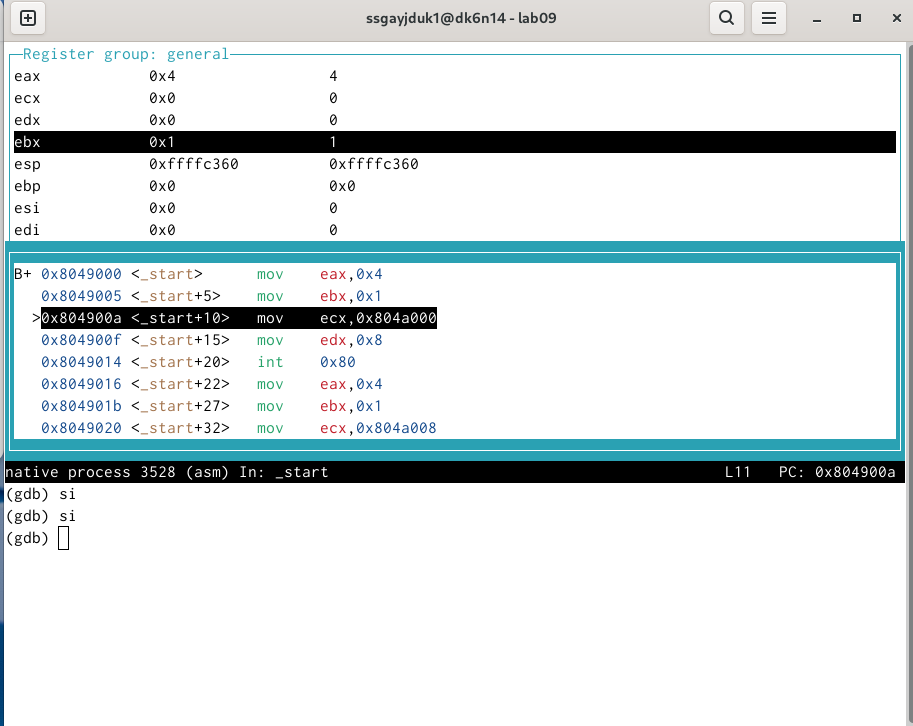 ssgayjduk1@dk6n14 - lab09
Register group: general
eax 0x4 4
ecx 0x0 0
edx 0x0 0
ebx 0x1 1
esp 0xffffc360 0xffffc360
ebp 0x0 0x0
esi 0x0 0
edi 0x0 0
B+ 0x8049000 <_start> mov eax,0x4
0x8049005 <_start+5> mov ebx,0x1
>0x804900a <_start+10> mov ecx,0x804a000
0x804900f <_start+15> mov edx,0x8
0x8049014 <_start+20> int 0x80
0x8049016 <_start+22> mov eax,0x4
0x804901b <_start+27> mov ebx,0x1
0x8049020 <_start+32> mov ecx,0x804a008
native process 3528 (asm) In: _start L11 PC: 0x804900a
(gdb) si
(gdb) si
(gdb)